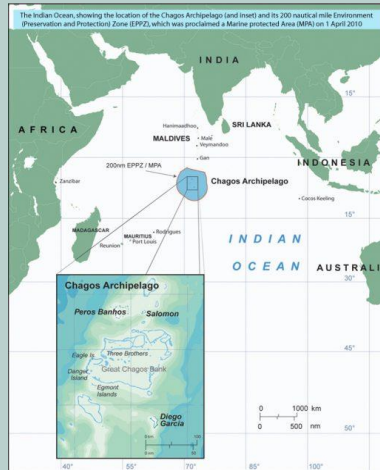 The Indian Ocean, showing the location of the Chagos Archipelago (and inset) and its 200 nautical mile Environment
(Preservation and Protection) Zone (EPPZ), which was proclaimed a Marine protected Area (MPA) on 1 April 2010
INDIA
15°
AFRICA
Hanimaadhoo
SRI LANKA
MALDIVES
Male
Veymandoo
Gan
INDONESIA
200nm EPPZ / MPA
Chagos Archipelago
Zanzibar
Cocos Keeling
15°
MADAGASCAR
MAURITIUS
Rodrigues
Port Louis
Reunion
INDIAN
OCEAN
AUSTRALI
30°
Chagos Archipelago
Peros Banhos
Salomon
Eagle Is
Three Brothers
Great Chagos Bank
Danger
Island
Egmont
Islands
Diego
Garcia
45°
0 1000 km
0 500 nm
50°
40° 55° 70° 85° 100°